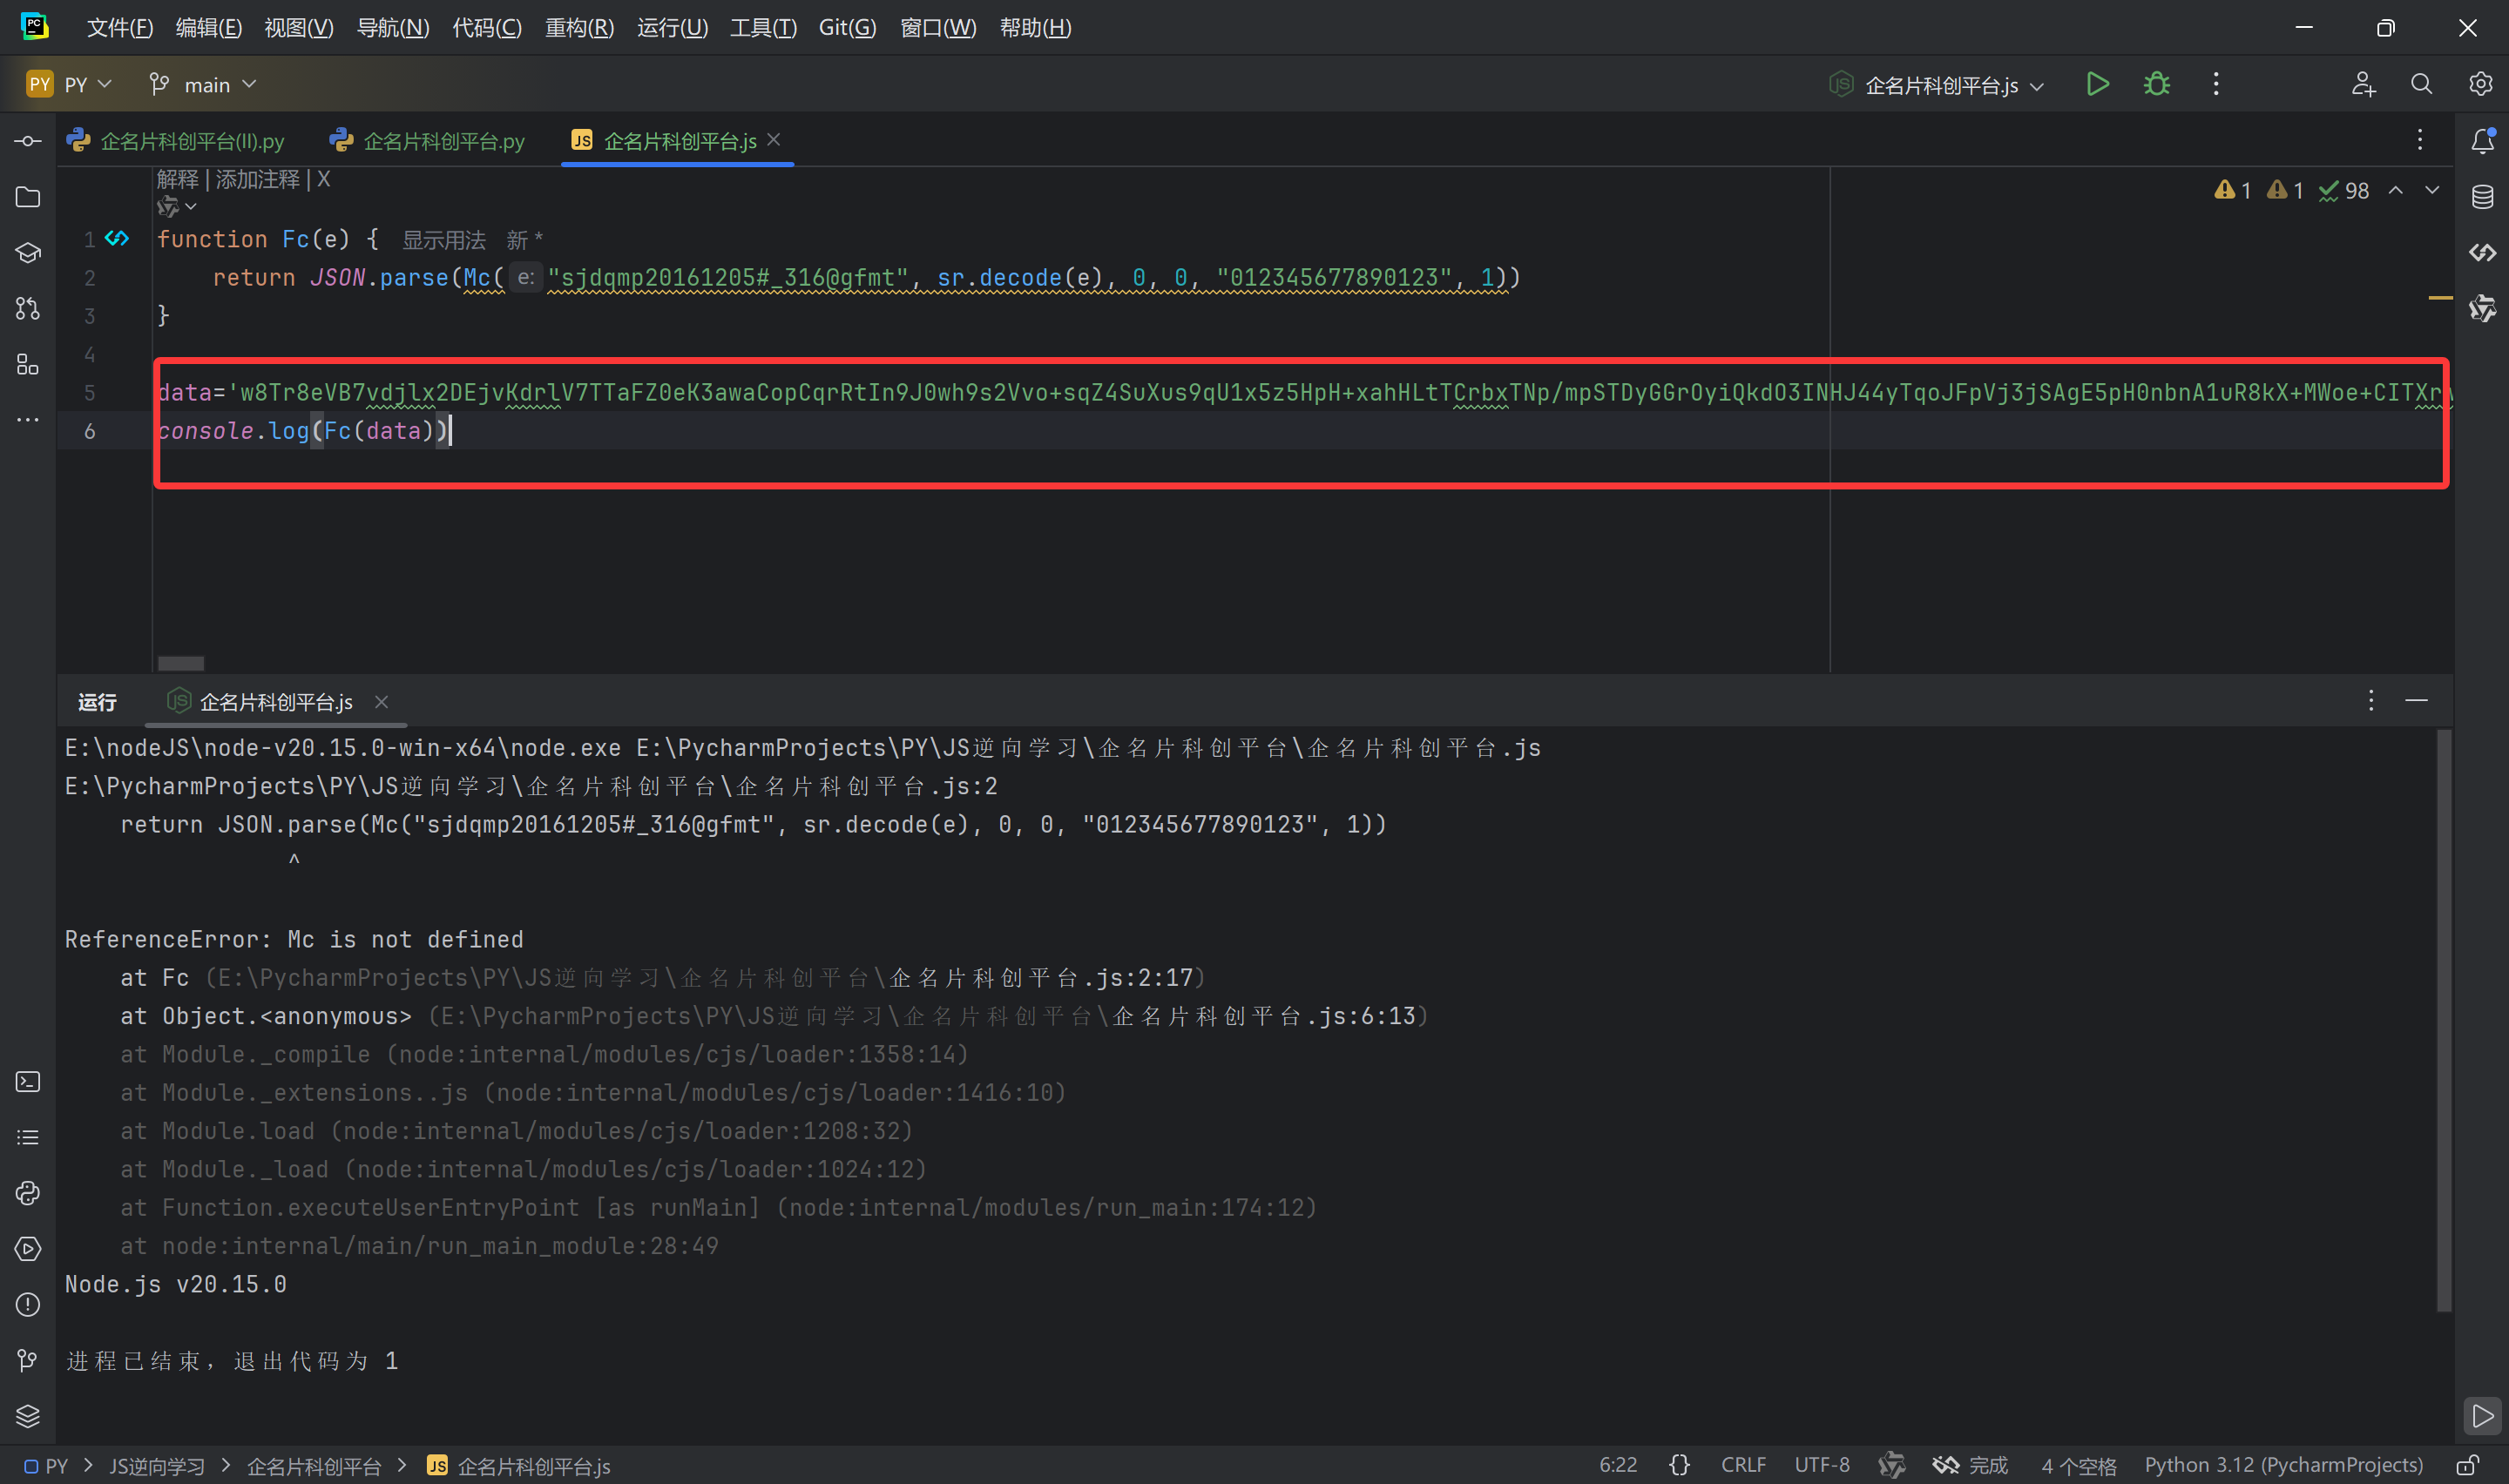 文件(F) 编辑(E) 视图(V) 导航(N) 代码(C) 重构(R) 运行(U) 工具(T) Git(G) 窗口(W) 帮助(H)
PY PY main 企名片科创平台.js
企名片科创平台(II).py 企名片科创平台.py JS 企名片科创平台.js
解释 | 添加注释 | X
1 1 98
1 function Fc(e) { 显示用法 新 *
2 return JSON.parse(Mc( e: "sjdqmp20161205#_316@gfmt", sr.decode(e), 0, 0, "012345677890123", 1))
3 }
4
5 data='w8Tr8eVB7vdjlx2DEjvKdrlV7TTaFZ0eK3awaCopCqrRtIn9J0wh9s2Vvo+sqZ4SuXus9qU1x5z5HpH+xahHLtTCrbxTNp/mpSTDyGGrOyiQkdO3INHJ44yTqoJFpVj3jSAgE5pH0nbnA1uR8kX+MWoe+CITXr
6 console.log(Fc(data))
运行 企名片科创平台.js
E:\nodeJS\node-v20.15.0-win-x64\node.exe E:\PycharmProjects\PY\JS逆向学习\企名片科创平台\企名片科创平台.js
E:\PycharmProjects\PY\JS逆向学习\企名片科创平台\企名片科创平台.js:2
return JSON.parse(Mc("sjdqmp20161205#_316@gfmt", sr.decode(e), 0, 0, "012345677890123", 1))
^
ReferenceError: Mc is not defined
at Fc (E:\PycharmProjects\PY\JS逆向学习\企名片科创平台\企名片科创平台.js:2:17)
at Object.<anonymous> (E:\PycharmProjects\PY\JS逆向学习\企名片科创平台\企名片科创平台.js:6:13)
at Module._compile (node:internal/modules/cjs/loader:1358:14)
at Module._extensions..js (node:internal/modules/cjs/loader:1416:10)
at Module.load (node:internal/modules/cjs/loader:1208:32)
at Module._load (node:internal/modules/cjs/loader:1024:12)
at Function.executeUserEntryPoint [as runMain] (node:internal/modules/run_main:174:12)
at node:internal/main/run_main_module:28:49
Node.js v20.15.0
进程已结束，退出代码为 1
PY > JS逆向学习 > 企名片科创平台 > JS 企名片科创平台.js 6:22 {} CRLF UTF-8 完成 4 个空格 Python 3.12 (PycharmProjects)